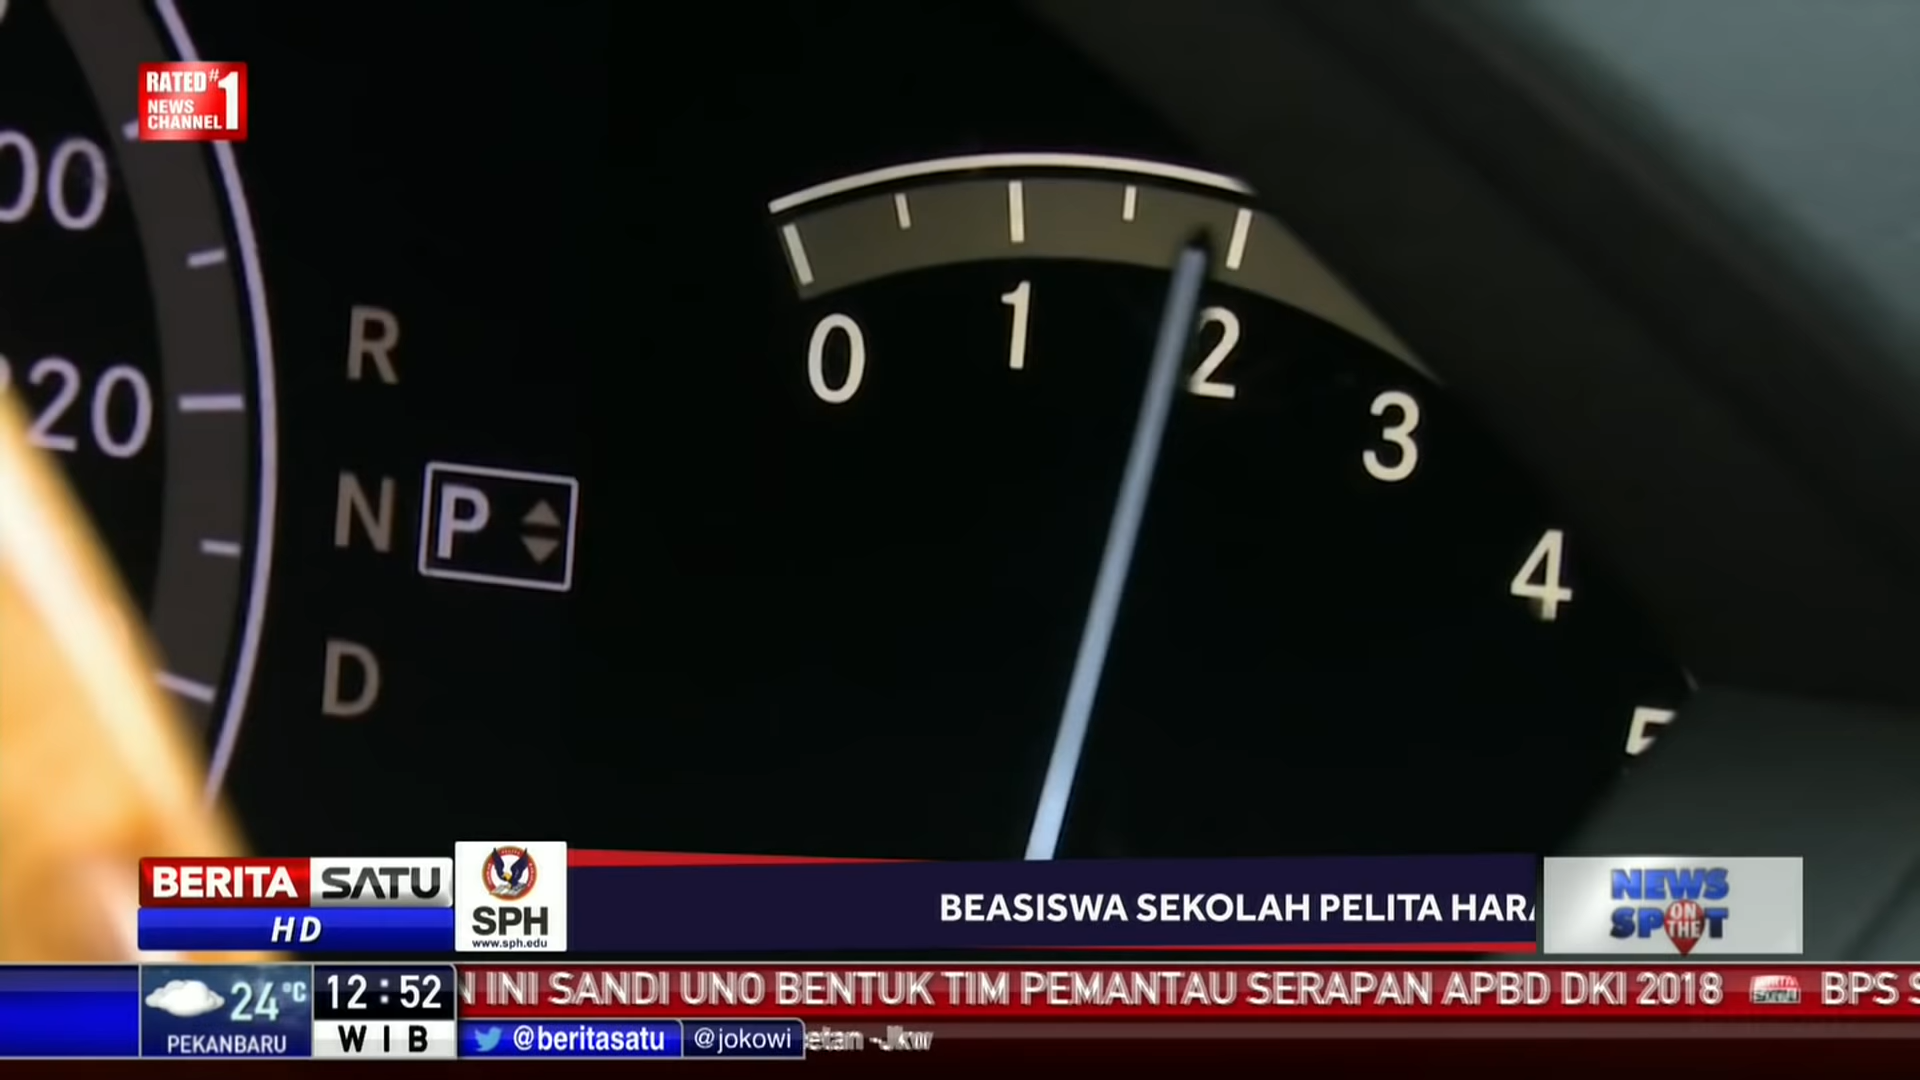 RATED #1
NEWS
CHANNEL
00
20
R
N
P
D
0
1
2
3
4
5
BERITA SATU
HD
SPH
www.sph.edu
BEASISWA SEKOLAH PELITA
NEWS
ON
THE
SPOT
24°C
PEKANBARU
12:52
WIB
INI SANDI UNO BENTUK TIM PEMANTAU SERAPAN APBD DKI 2018
BPS
@beritasatu
@jokowi
-Jkw